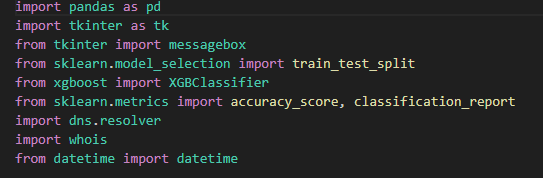 import pandas as pd
import tkinter as tk
from tkinter import messagebox
from sklearn.model_selection import train_test_split
from xgboost import XGBClassifier
from sklearn.metrics import accuracy_score, classification_report
import dns.resolver
import whois
from datetime import datetime